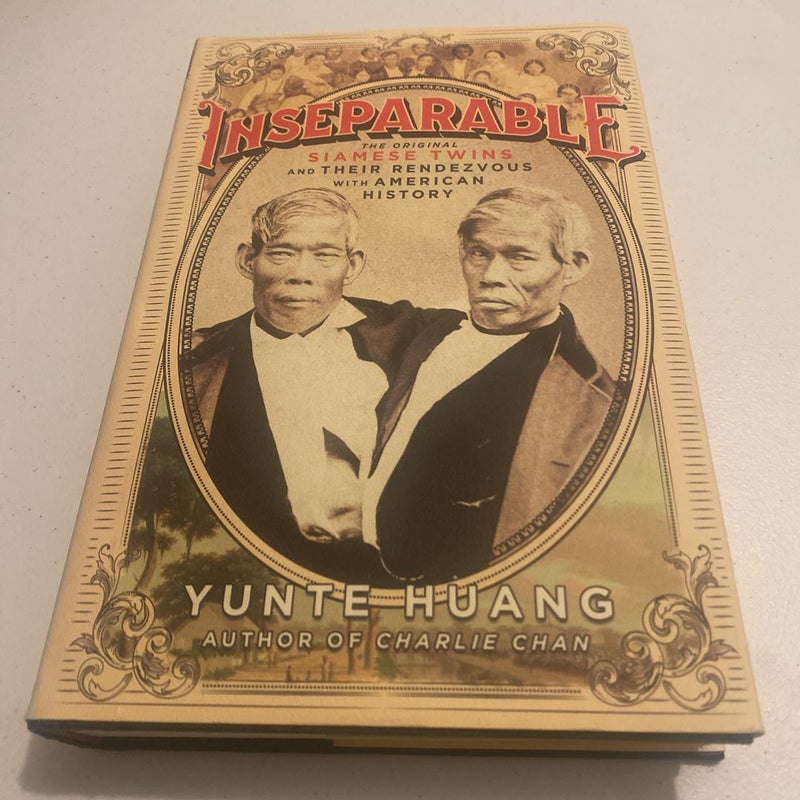 INSEPARABLE
THE ORIGINAL
SIAMESE TWINS
AND THEIR RENDEZVOUS
WITH AMERICAN
HISTORY
YUNTE HUANG
AUTHOR OF CHARLIE CHAN